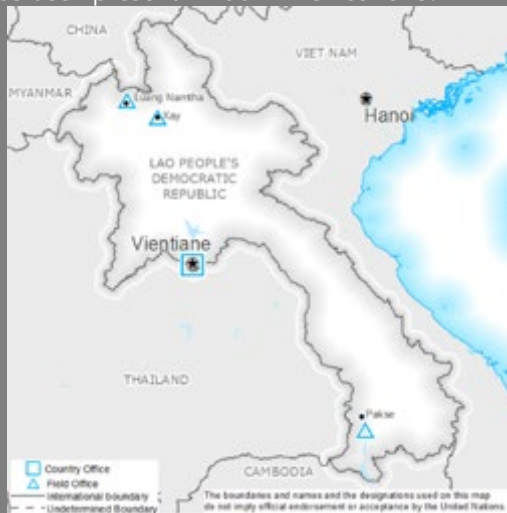 CHINA
VIET NAM
MYANMAR
Luang Namtha
Hanoi
Xay
LAO PEOPLE'S
DEMOCRATIC
REPUBLIC
Vientiane
THAILAND
Pakse
CAMBODIA
Country Office
Field Office
International boundary
Undetermined Boundary
The boundaries and names and the designations used on this map
do not imply official endorsement or acceptance by the United Nations.